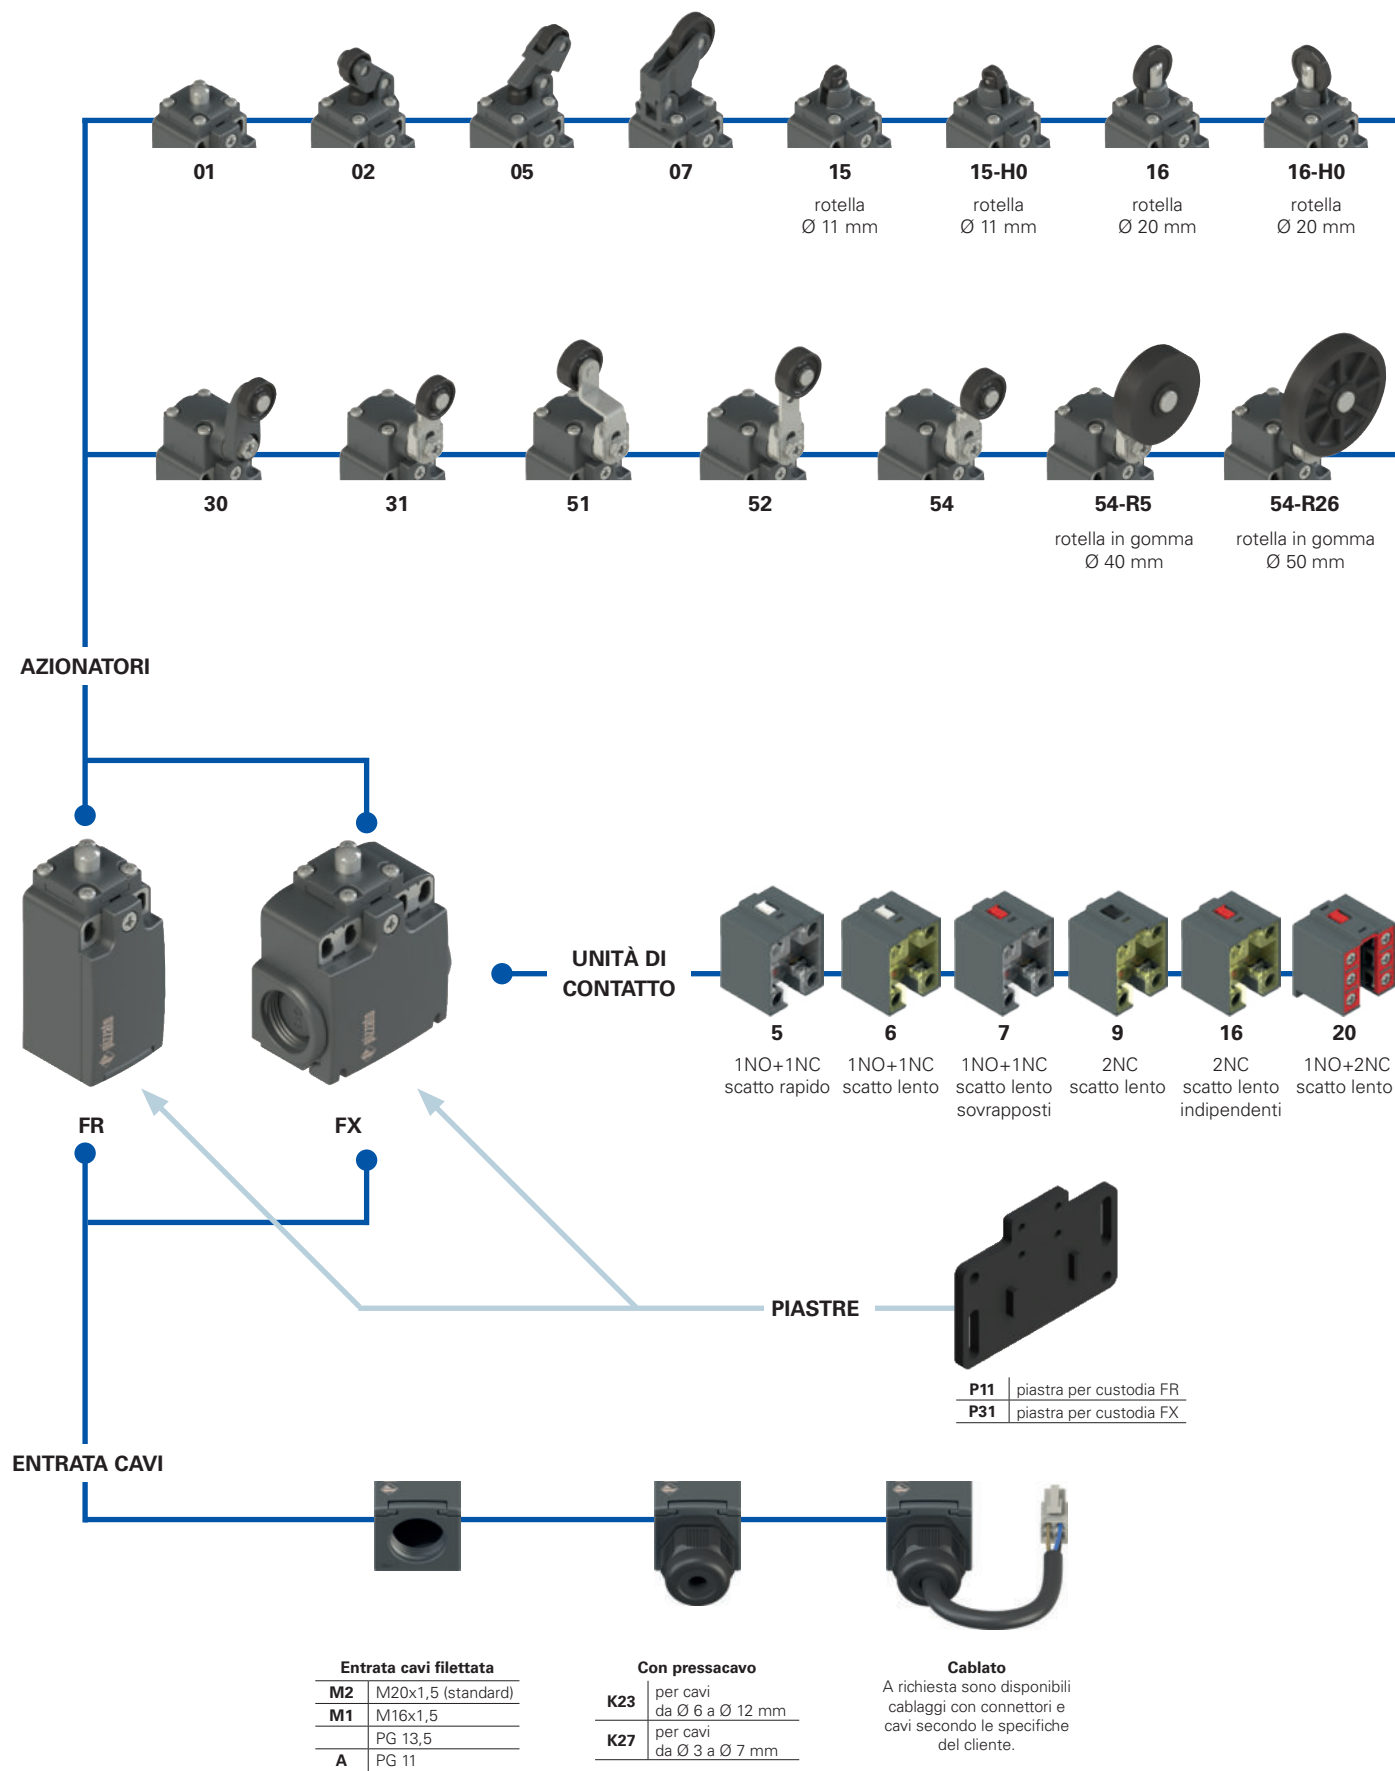 01
02
05
07
15
15-H0
16
16-H0
rotella
Ø 11 mm
rotella
Ø 11 mm
rotella
Ø 20 mm
rotella
Ø 20 mm
30
31
51
52
54
54-R5
54-R26
rotella in gomma
Ø 40 mm
rotella in gomma
Ø 50 mm
AZIONATORI
pizzato
pizzato
FR
FX
UNITÀ DI
CONTATTO
5
1NO+1NC
scatto rapido
6
1NO+1NC
scatto lento
7
1NO+1NC
scatto lento
sovrapposti
9
2NC
scatto lento
16
2NC
scatto lento
indipendenti
20
1NO+2NC
scatto lento
PIASTRE
P11 piastra per custodia FR
P31 piastra per custodia FX
ENTRATA CAVI
Entrata cavi filettata
M2 M20x1,5 (standard)
M1 M16x1,5
PG 13,5
A PG 11
Con pressacavo
K23 per cavi
da Ø 6 a Ø 12 mm
K27 per cavi
da Ø 3 a Ø 7 mm
Cablato
A richiesta sono disponibili
cablaggi con connettori e
cavi secondo le specifiche
del cliente.